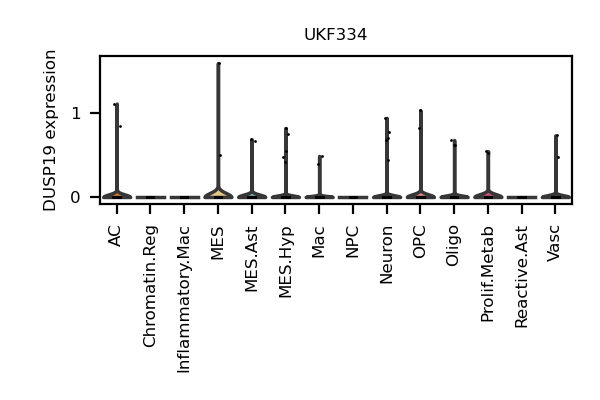 UKF334
DUSP19 expression
1
0
AC
Chromatin.Reg
Inflammatory.Mac
MES
MES.Ast
MES.Hyp
Mac
NPC
Neuron
OPC
Oligo
Prolif.Metab
Reactive.Ast
Vasc